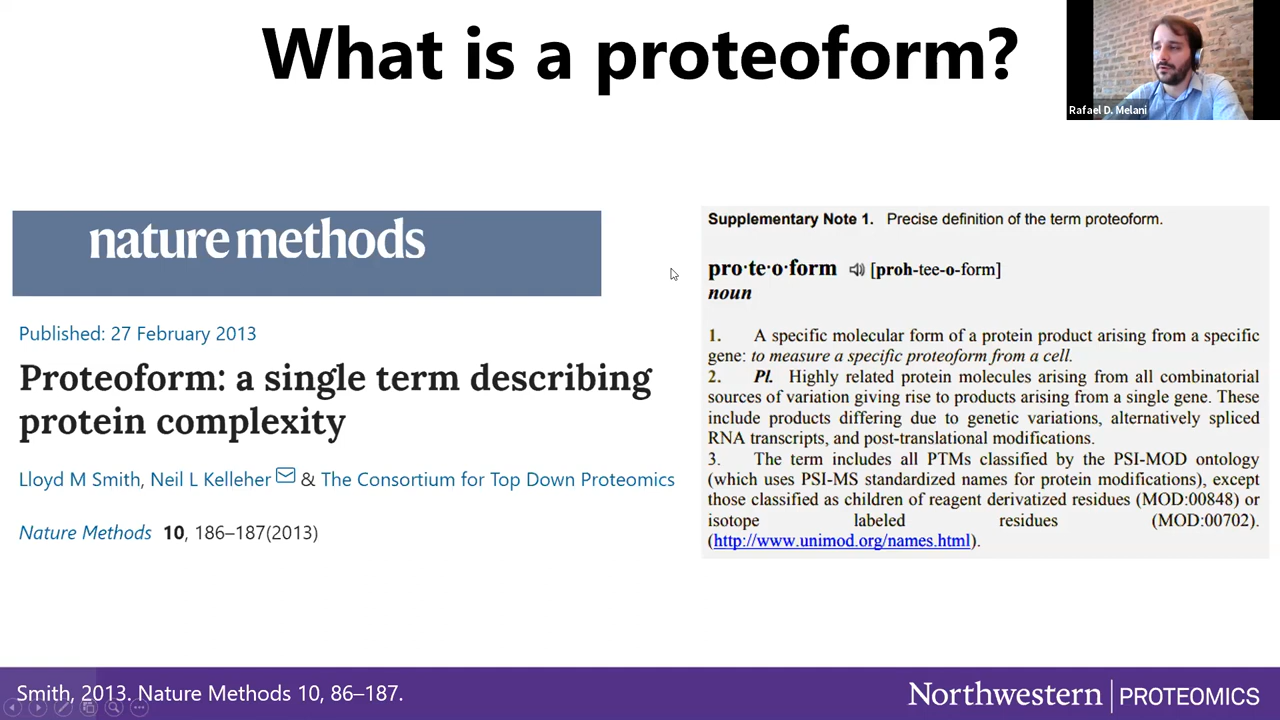 What is a proteoform?
Rafael D. Melani
nature methods
Published: 27 February 2013
Proteoform: a single term describing
protein complexity
Lloyd M Smith, Neil L Kelleher & The Consortium for Top Down Proteomics
Nature Methods 10, 186–187(2013)
Supplementary Note 1. Precise definition of the term proteoform.
pro·te·o·form [proh-tee-o-form]
noun
1. A specific molecular form of a protein product arising from a specific
gene: to measure a specific proteoform from a cell.
2. Pl. Highly related protein molecules arising from all combinatorial
sources of variation giving rise to products arising from a single gene. These
include products differing due to genetic variations, alternatively spliced
RNA transcripts, and post-translational modifications.
3. The term includes all PTMs classified by the PSI-MOD ontology
(which uses PSI-MS standardized names for protein modifications), except
those classified as children of reagent derivatized residues (MOD:00848) or
isotope labeled residues (MOD:00702).
(http://www.unimod.org/names.html).
Smith, 2013. Nature Methods 10, 86–187.
Northwestern | PROTEOMICS